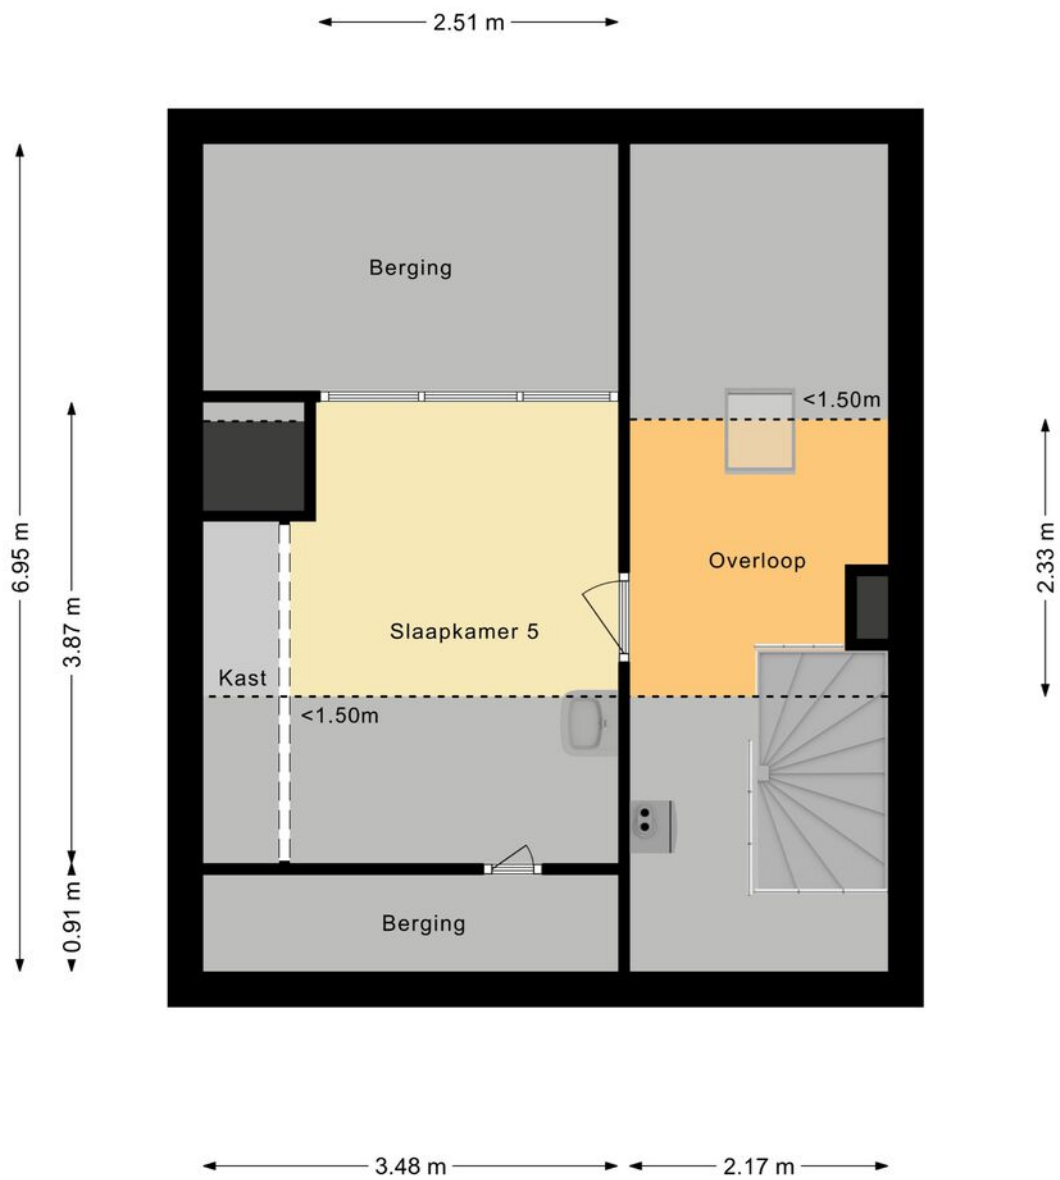 2.51 m
Berging
<1.50m
6.95 m
3.87 m
Overloop
2.33 m
Slaapkamer 5
Kast
<1.50m
0.91 m
Berging
3.48 m
2.17 m